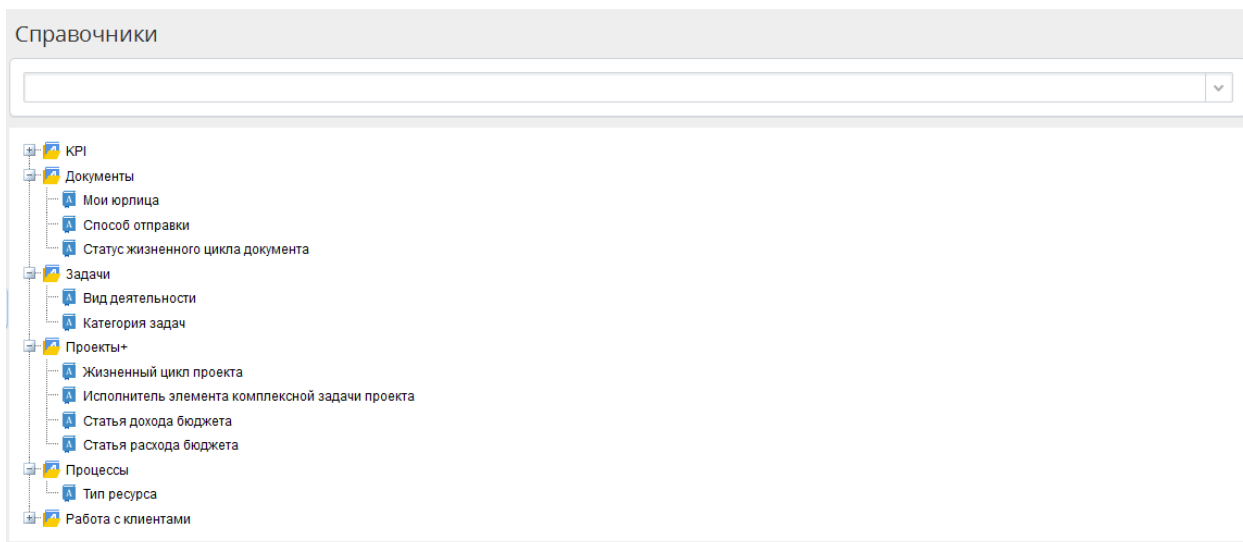 Справочники
KPI
Документы
Мои юрлица
Способ отправки
Статус жизненного цикла документа
Задачи
Вид деятельности
Категория задач
Проекты+
Жизненный цикл проекта
Исполнитель элемента комплексной задачи проекта
Статья дохода бюджета
Статья расхода бюджета
Процессы
Тип ресурса
Работа с клиентами